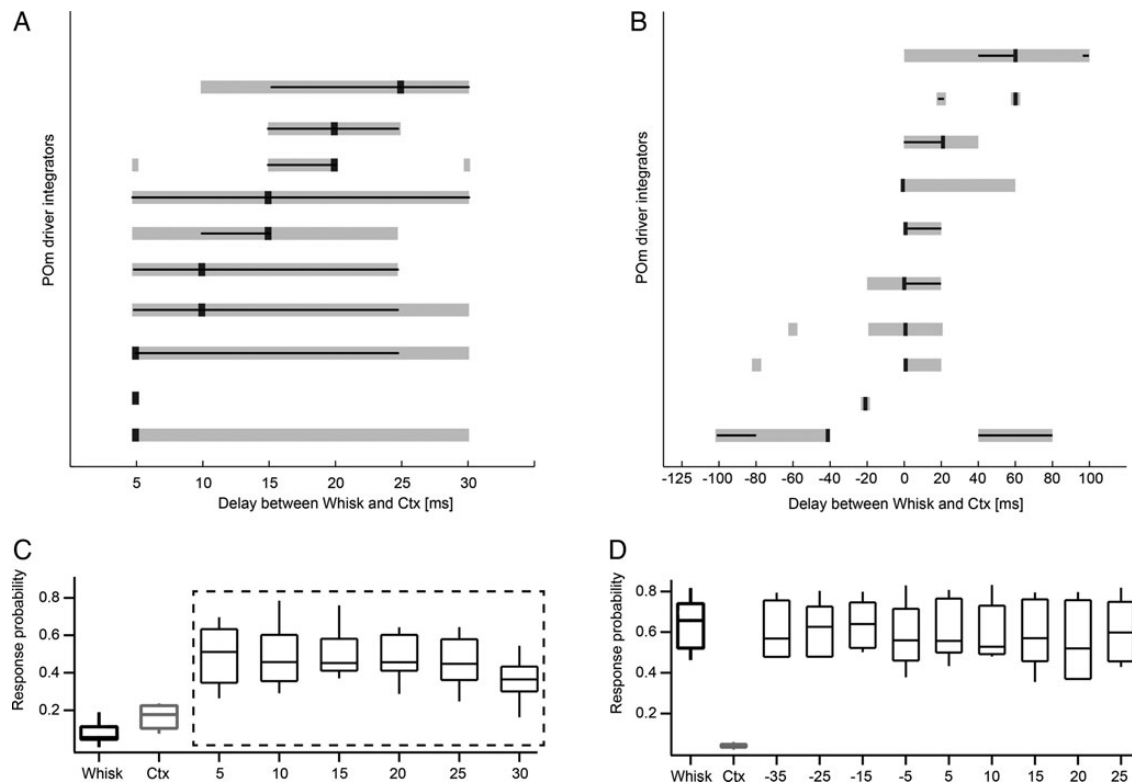 A
POm driver integrators
5 10 15 20 25 30
Delay between Whisk and Ctx [ms]
B
POm driver integrators
-125 -100 -80 -60 -40 -20 0 20 40 60 80 100
Delay between Whisk and Ctx [ms]
C
Response probability
0.8
0.6
0.4
0.2
Whisk Ctx 5 10 15 20 25 30
D
Response probability
0.8
0.6
0.4
0.2
Whisk Ctx -35 -25 -15 -5 5 10 15 20 25